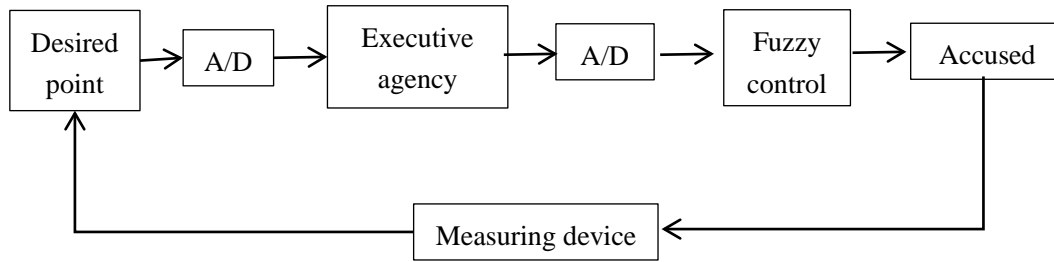 Desired
point
A/D
Executive
agency
A/D
Fuzzy
control
Accused
Measuring device